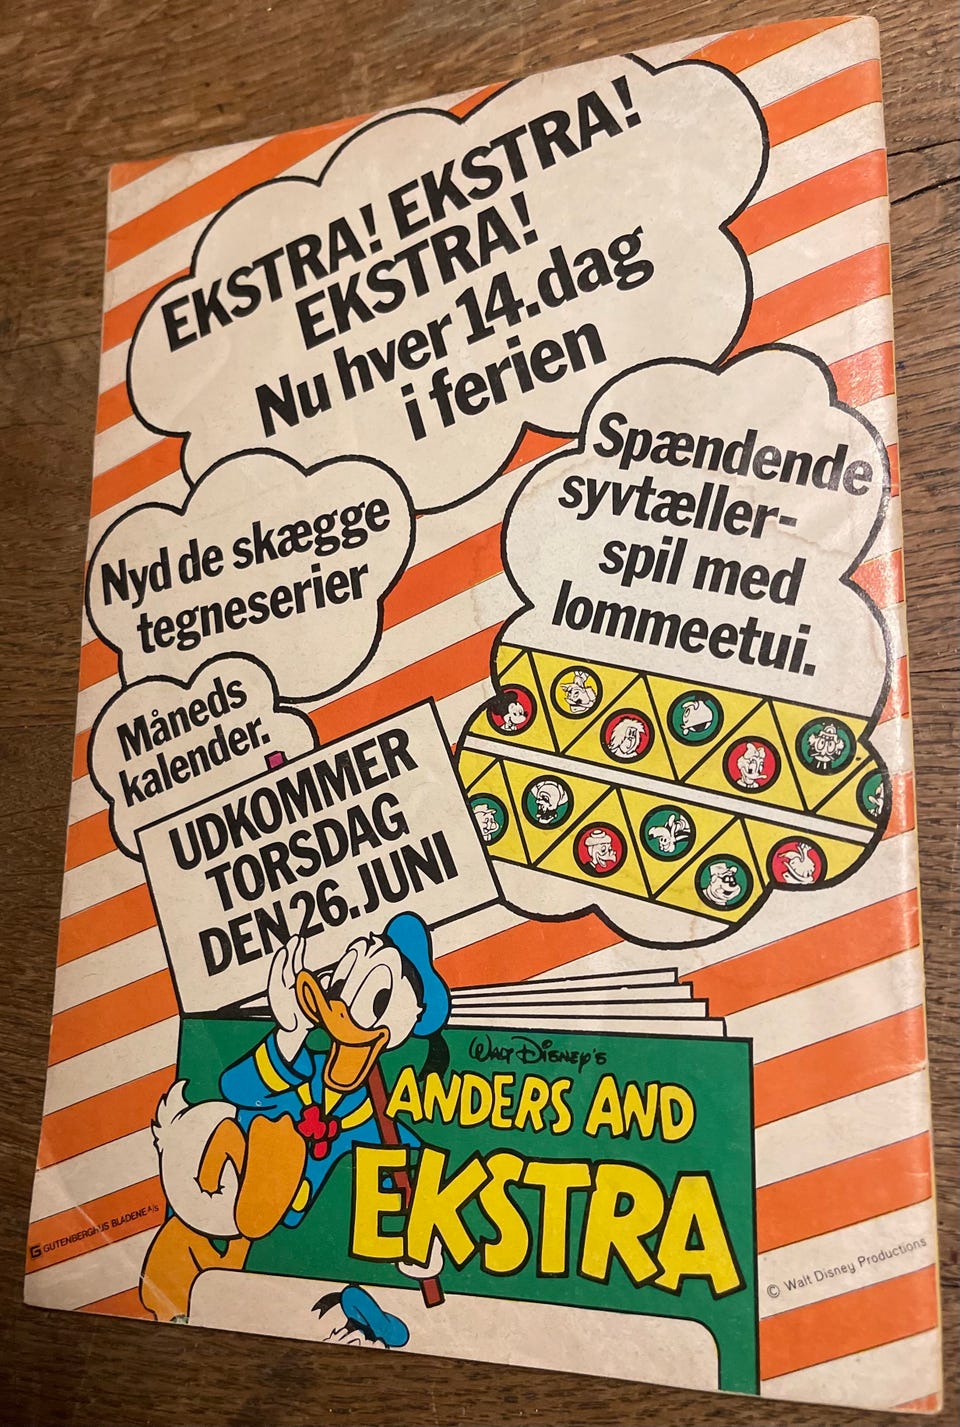 EKSTRA! EKSTRA!
EKSTRA!
Nu hver 14.dag
i ferien
Spændende
syvtæller-
spil med
lommeetui.
Nyd de skægge
tegneserier
Måneds
kalender.
UDKOMMER
TORSDAG
DEN 26. JUNI
WALT DISNEY'S
ANDERS AND
EKSTRA
G GUTENBERGHUS BLADENE A/S
© Walt Disney Productions